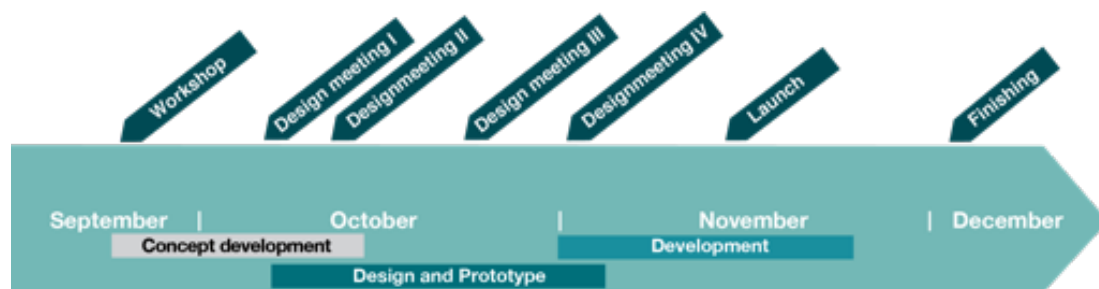 Workshop
Design meeting I
Designmeeting II
Design meeting III
Designmeeting IV
Launch
Finishing
September | October | November | December
Concept development
Development
Design and Prototype